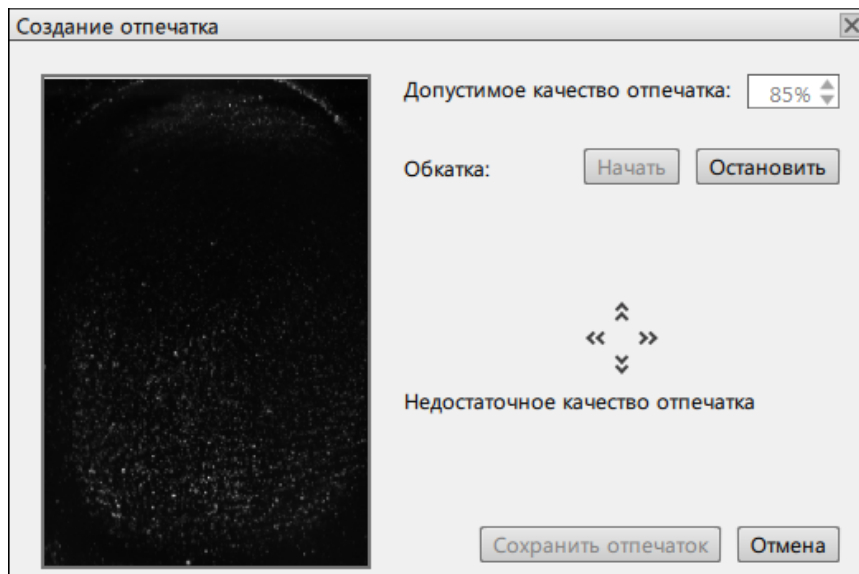 Создание отпечатка
Допустимое качество отпечатка: 85%
Обкатка: Начать Остановить
Недостаточное качество отпечатка
Сохранить отпечаток Отмена